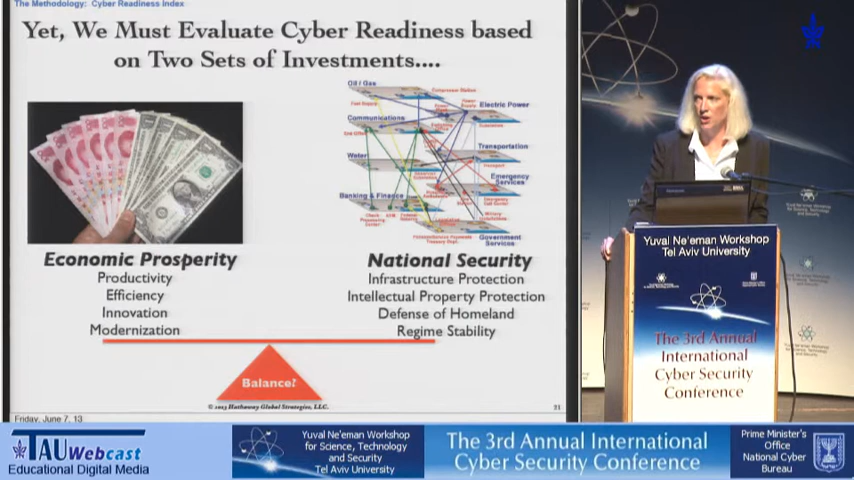 The Methodology: Cyber Readiness Index
Yet, We Must Evaluate Cyber Readiness based
on Two Sets of Investments....
Oil / Gas
Communications
Water
Banking & Finance
Electric Power
Transportation
Emergency
Services
Government
Services
Economic Prosperity
Productivity
Efficiency
Innovation
Modernization
National Security
Infrastructure Protection
Intellectual Property Protection
Defense of Homeland
Regime Stability
Balance?
© 2013 Hathaway Global Strategies, LLC.
21
Friday, June 7, 13
Yuval Ne'eman Workshop
Tel Aviv University
The 3rd Annual
International
Cyber Security
Conference
TAU Webcast
Educational Digital Media
Yuval Ne'eman Workshop
for Science, Technology
and Security
Tel Aviv University
The 3rd Annual International
Cyber Security Conference
Prime Minister's
Office
National Cyber
Bureau